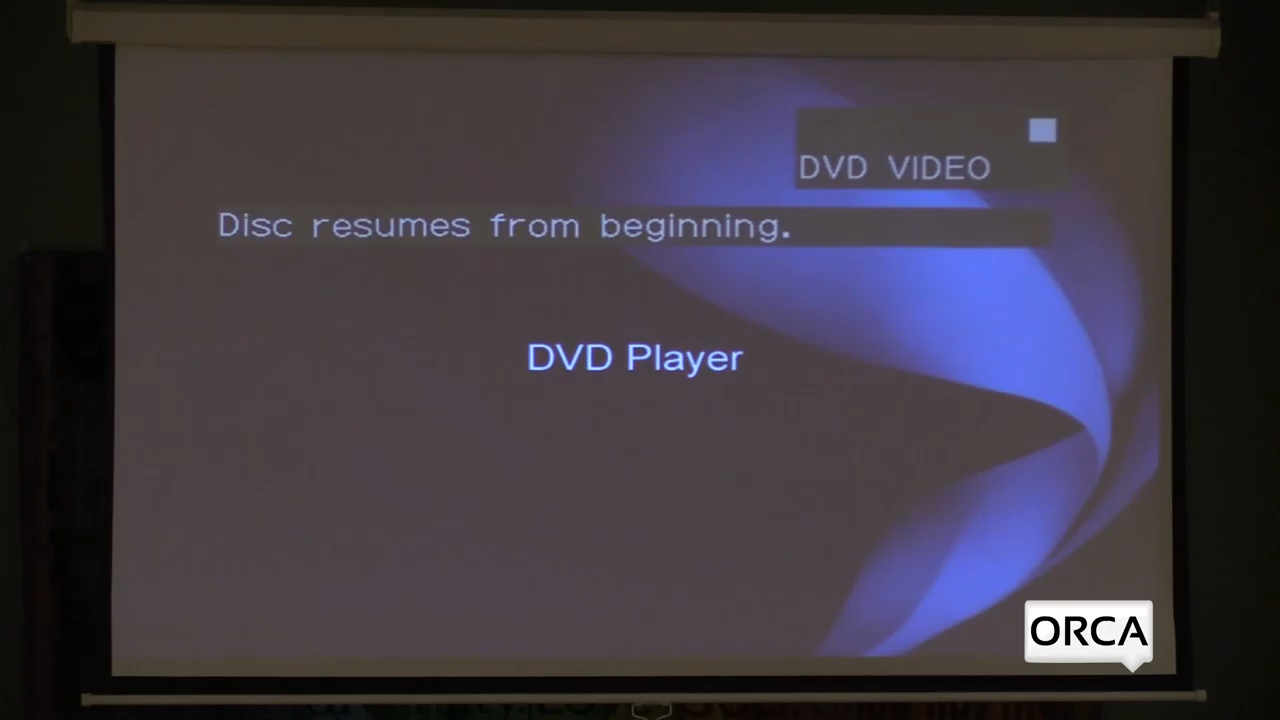 DVD VIDEO
Disc resumes from beginning.
DVD Player
ORCA